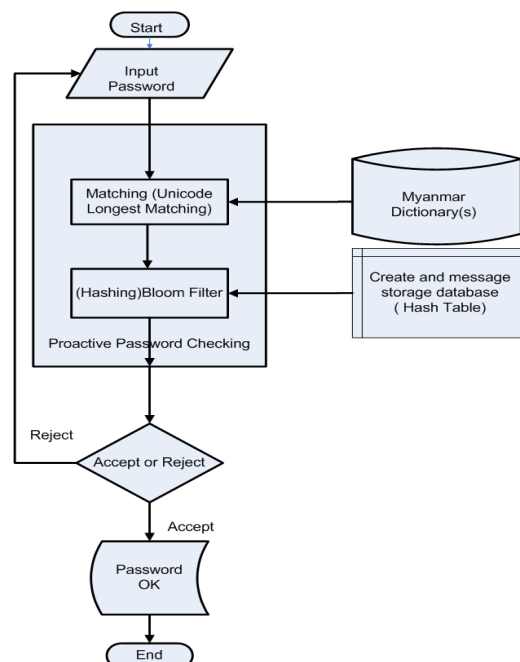 Start
Input
Password
Matching (Unicode
Longest Matching)
Myanmar
Dictionary(s)
(Hashing)Bloom Filter
Create and message
storage database
( Hash Table)
Proactive Password Checking
Reject
Accept or Reject
Accept
Password
OK
End